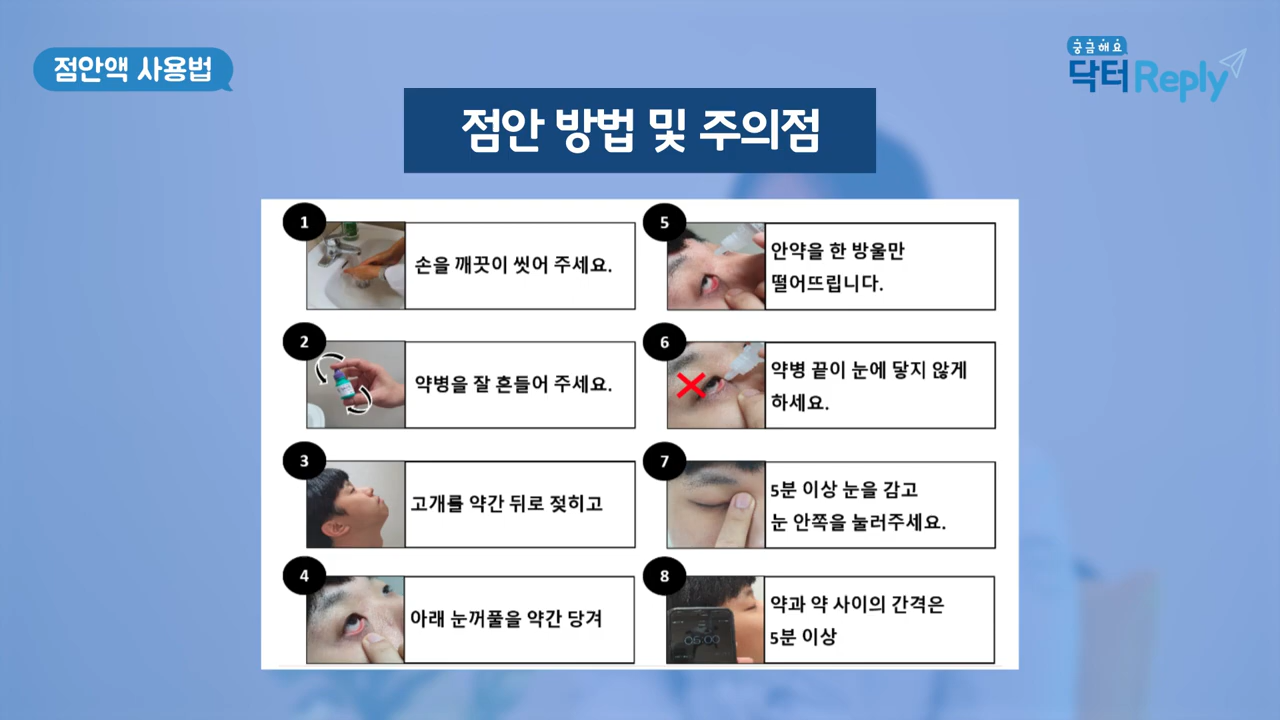 점안액 사용법
궁금해요
닥터Reply
점안 방법 및 주의점
1
손을 깨끗이 씻어 주세요.
2
약병을 잘 흔들어 주세요.
3
고개를 약간 뒤로 젖히고
4
아래 눈꺼풀을 약간 당겨
5
안약을 한 방울만
떨어뜨립니다.
6
약병 끝이 눈에 닿지 않게
하세요.
7
5분 이상 눈을 감고
눈 안쪽을 눌러주세요.
8
약과 약 사이의 간격은
5분 이상
06:00